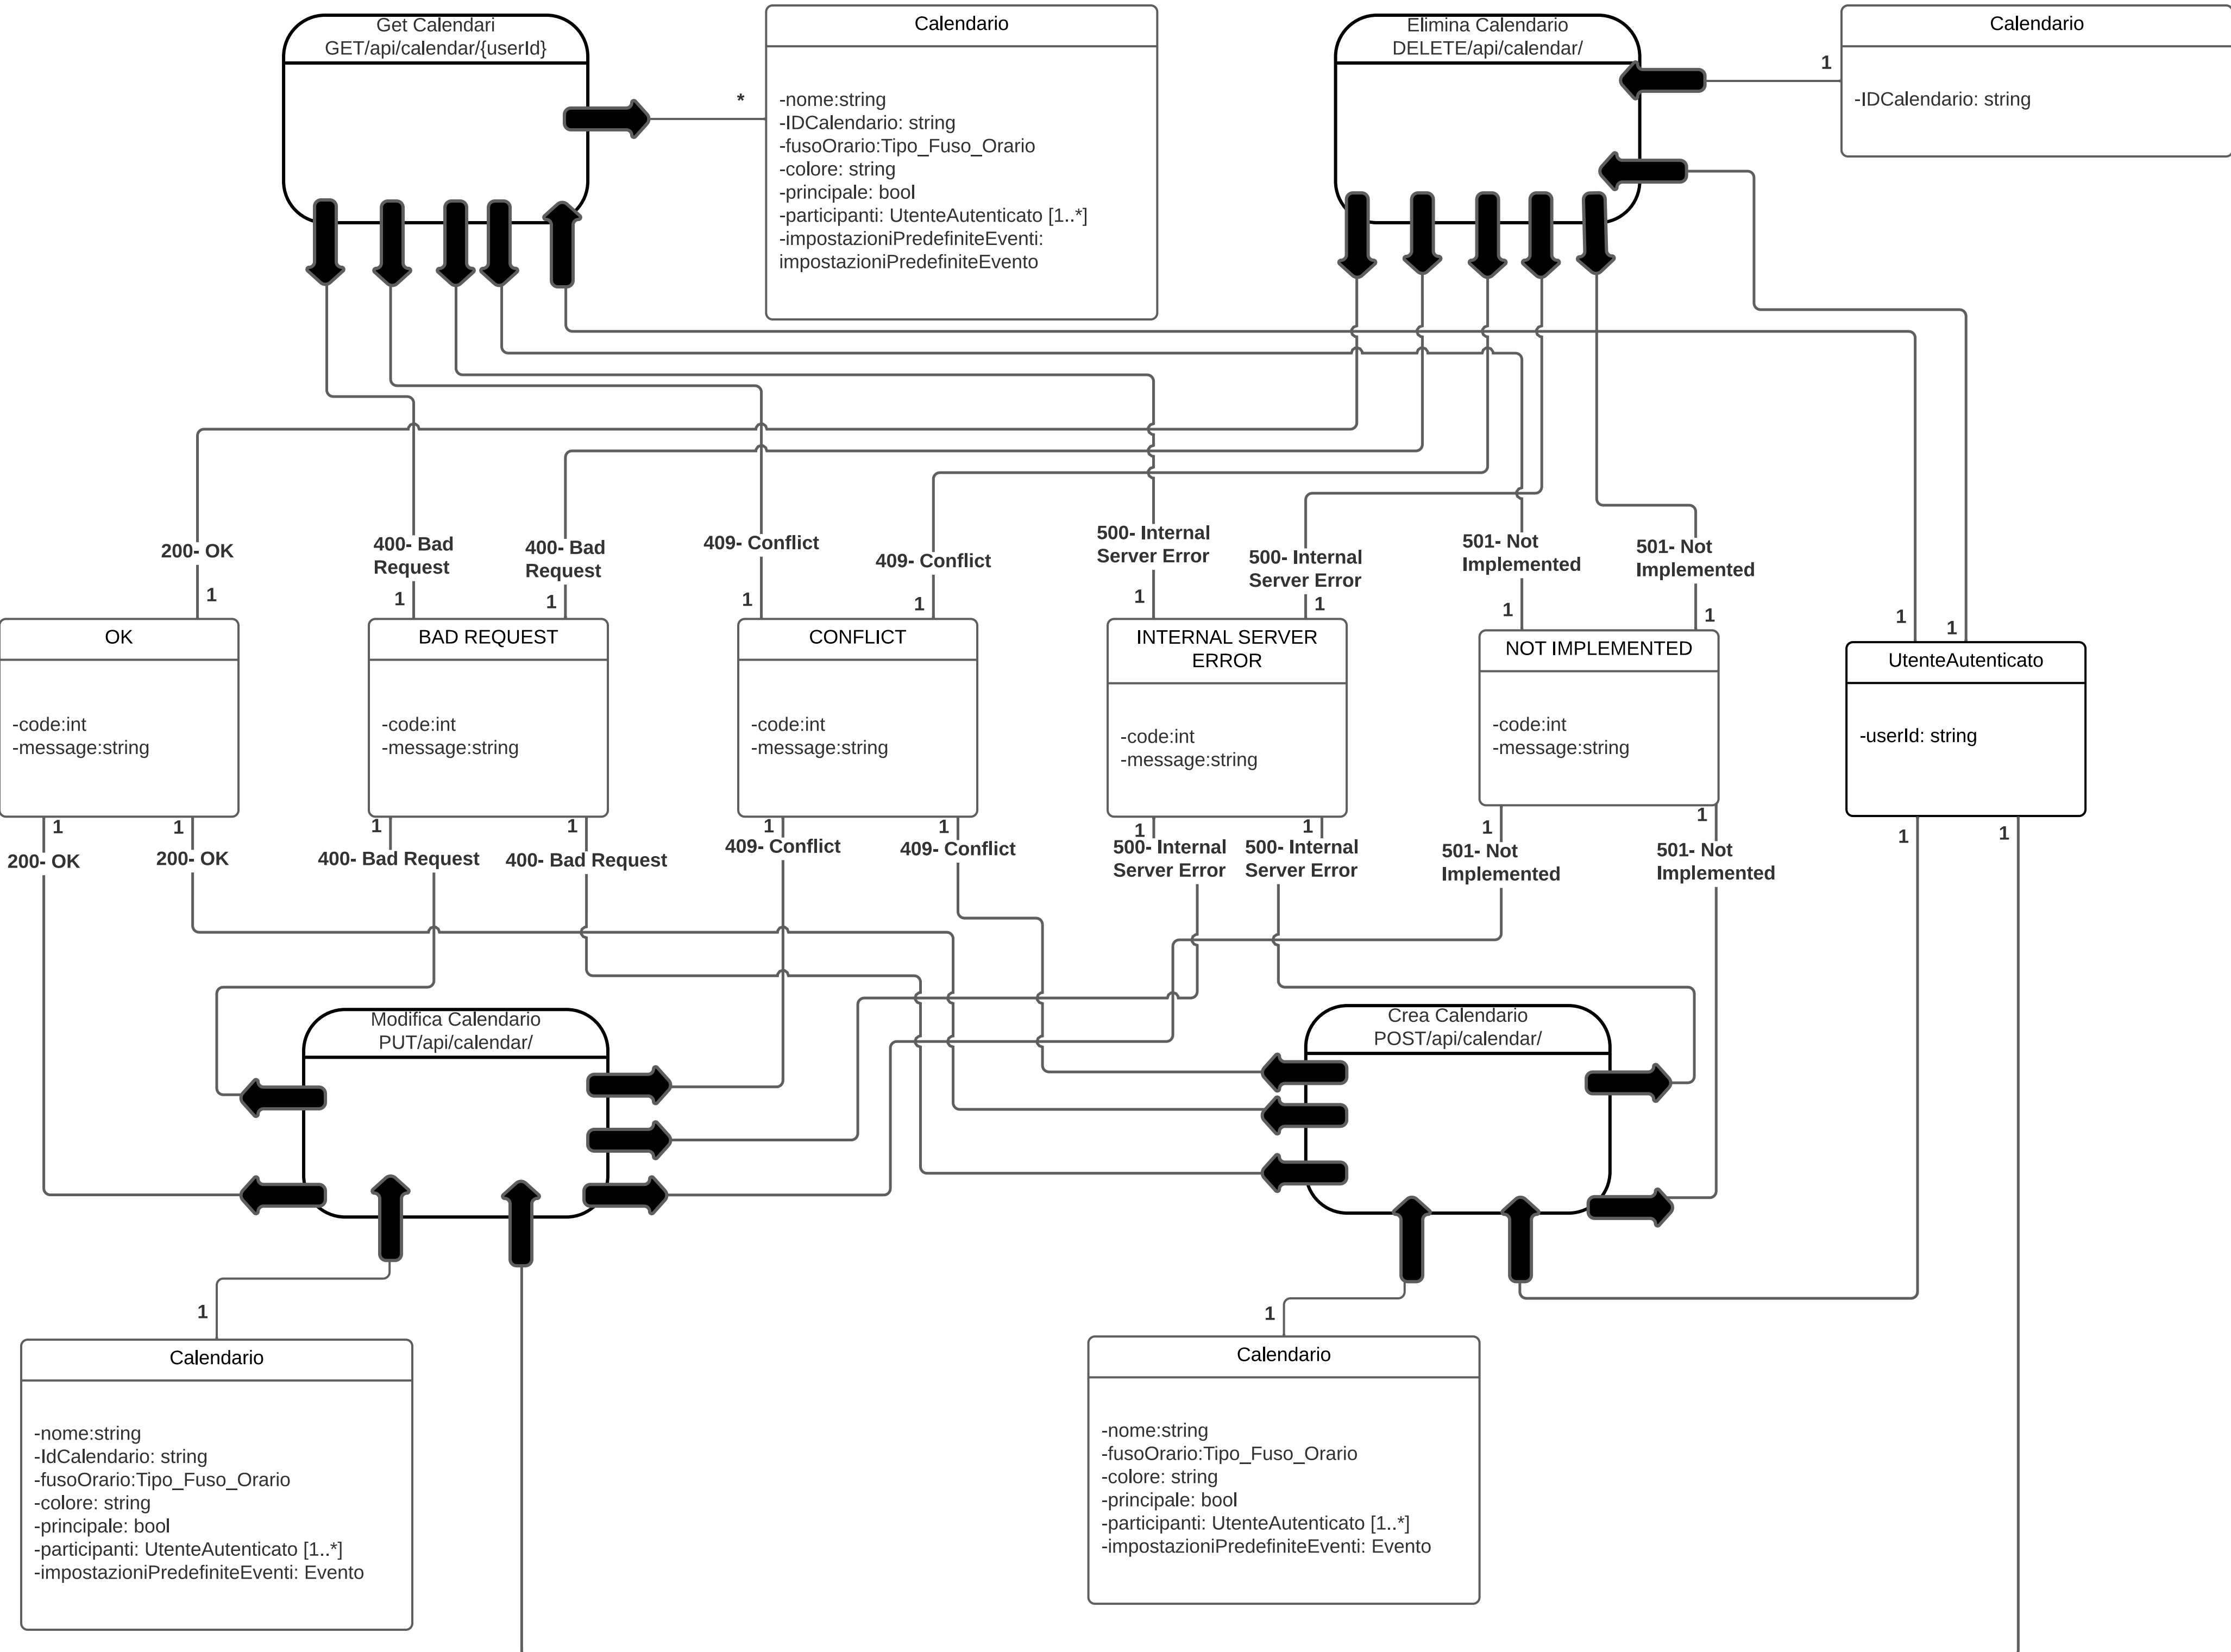 Get Calendari
GET/api/calendar/{userId}
Calendario
-nome:string
-IDCalendario: string
-fusoOrario:Tipo_Fuso_Orario
-colore: string
-principale: bool
-participanti: UtenteAutenticato [1..*]
-impostazioniPredefiniteEventi:
impostazioniPredefiniteEvento
*
Elimina Calendario
DELETE/api/calendar/
Calendario
-IDCalendario: string
1
200- OK
1
400- Bad
Request
1
400- Bad
Request
1
409- Conflict
1
409- Conflict
1
500- Internal
Server Error
1
500- Internal
Server Error
1
501- Not
Implemented
1
501- Not
Implemented
1
1
1
OK
-code:int
-message:string
BAD REQUEST
-code:int
-message:string
CONFLICT
-code:int
-message:string
INTERNAL SERVER
ERROR
-code:int
-message:string
NOT IMPLEMENTED
-code:int
-message:string
UtenteAutenticato
-userId: string
1
200- OK
1
200- OK
1
400- Bad Request
1
400- Bad Request
1
409- Conflict
1
409- Conflict
1
500- Internal
Server Error
1
500- Internal
Server Error
1
501- Not
Implemented
1
501- Not
Implemented
1
1
Modifica Calendario
PUT/api/calendar/
Crea Calendario
POST/api/calendar/
1
Calendario
-nome:string
-IdCalendario: string
-fusoOrario:Tipo_Fuso_Orario
-colore: string
-principale: bool
-participanti: UtenteAutenticato [1..*]
-impostazioniPredefiniteEventi: Evento
1
Calendario
-nome:string
-fusoOrario:Tipo_Fuso_Orario
-colore: string
-principale: bool
-participanti: UtenteAutenticato [1..*]
-impostazioniPredefiniteEventi: Evento